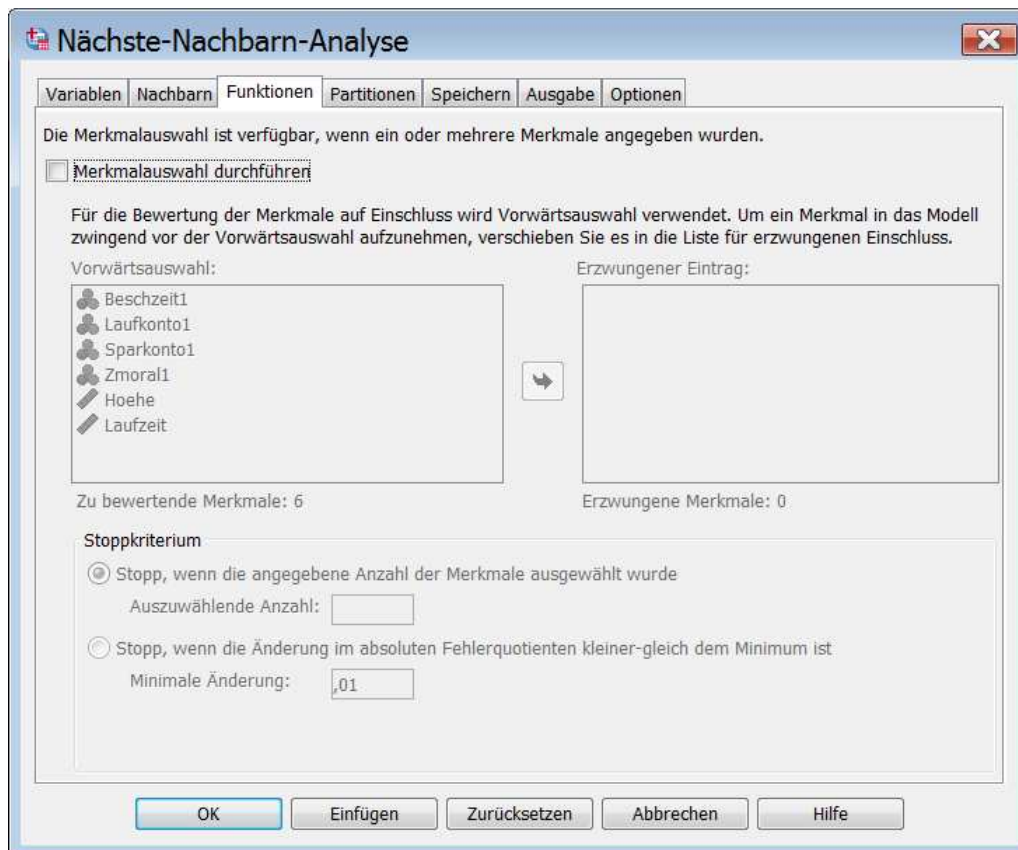 Nächste-Nachbarn-Analyse
Variablen Nachbarn Funktionen Partitionen Speichern Ausgabe Optionen
Die Merkmalauswahl ist verfügbar, wenn ein oder mehrere Merkmale angegeben wurden.
Merkmalauswahl durchführen
Für die Bewertung der Merkmale auf Einschluss wird Vorwärtsauswahl verwendet. Um ein Merkmal in das Modell
zwingend vor der Vorwärtsauswahl aufzunehmen, verschieben Sie es in die Liste für erzwungenen Einschluss.
Vorwärtsauswahl:
Beschzeit1
Laufkonto1
Sparkonto1
Zmoral1
Hoehe
Laufzeit
Zu bewertende Merkmale: 6
Erzwungener Eintrag:
Erzwungene Merkmale: 0
Stoppkriterium
Stopp, wenn die angegebene Anzahl der Merkmale ausgewählt wurde
Auszuwählende Anzahl:
Stopp, wenn die Änderung im absoluten Fehlerquotienten kleiner-gleich dem Minimum ist
Minimale Änderung: ,01
OK Einfügen Zurücksetzen Abbrechen Hilfe